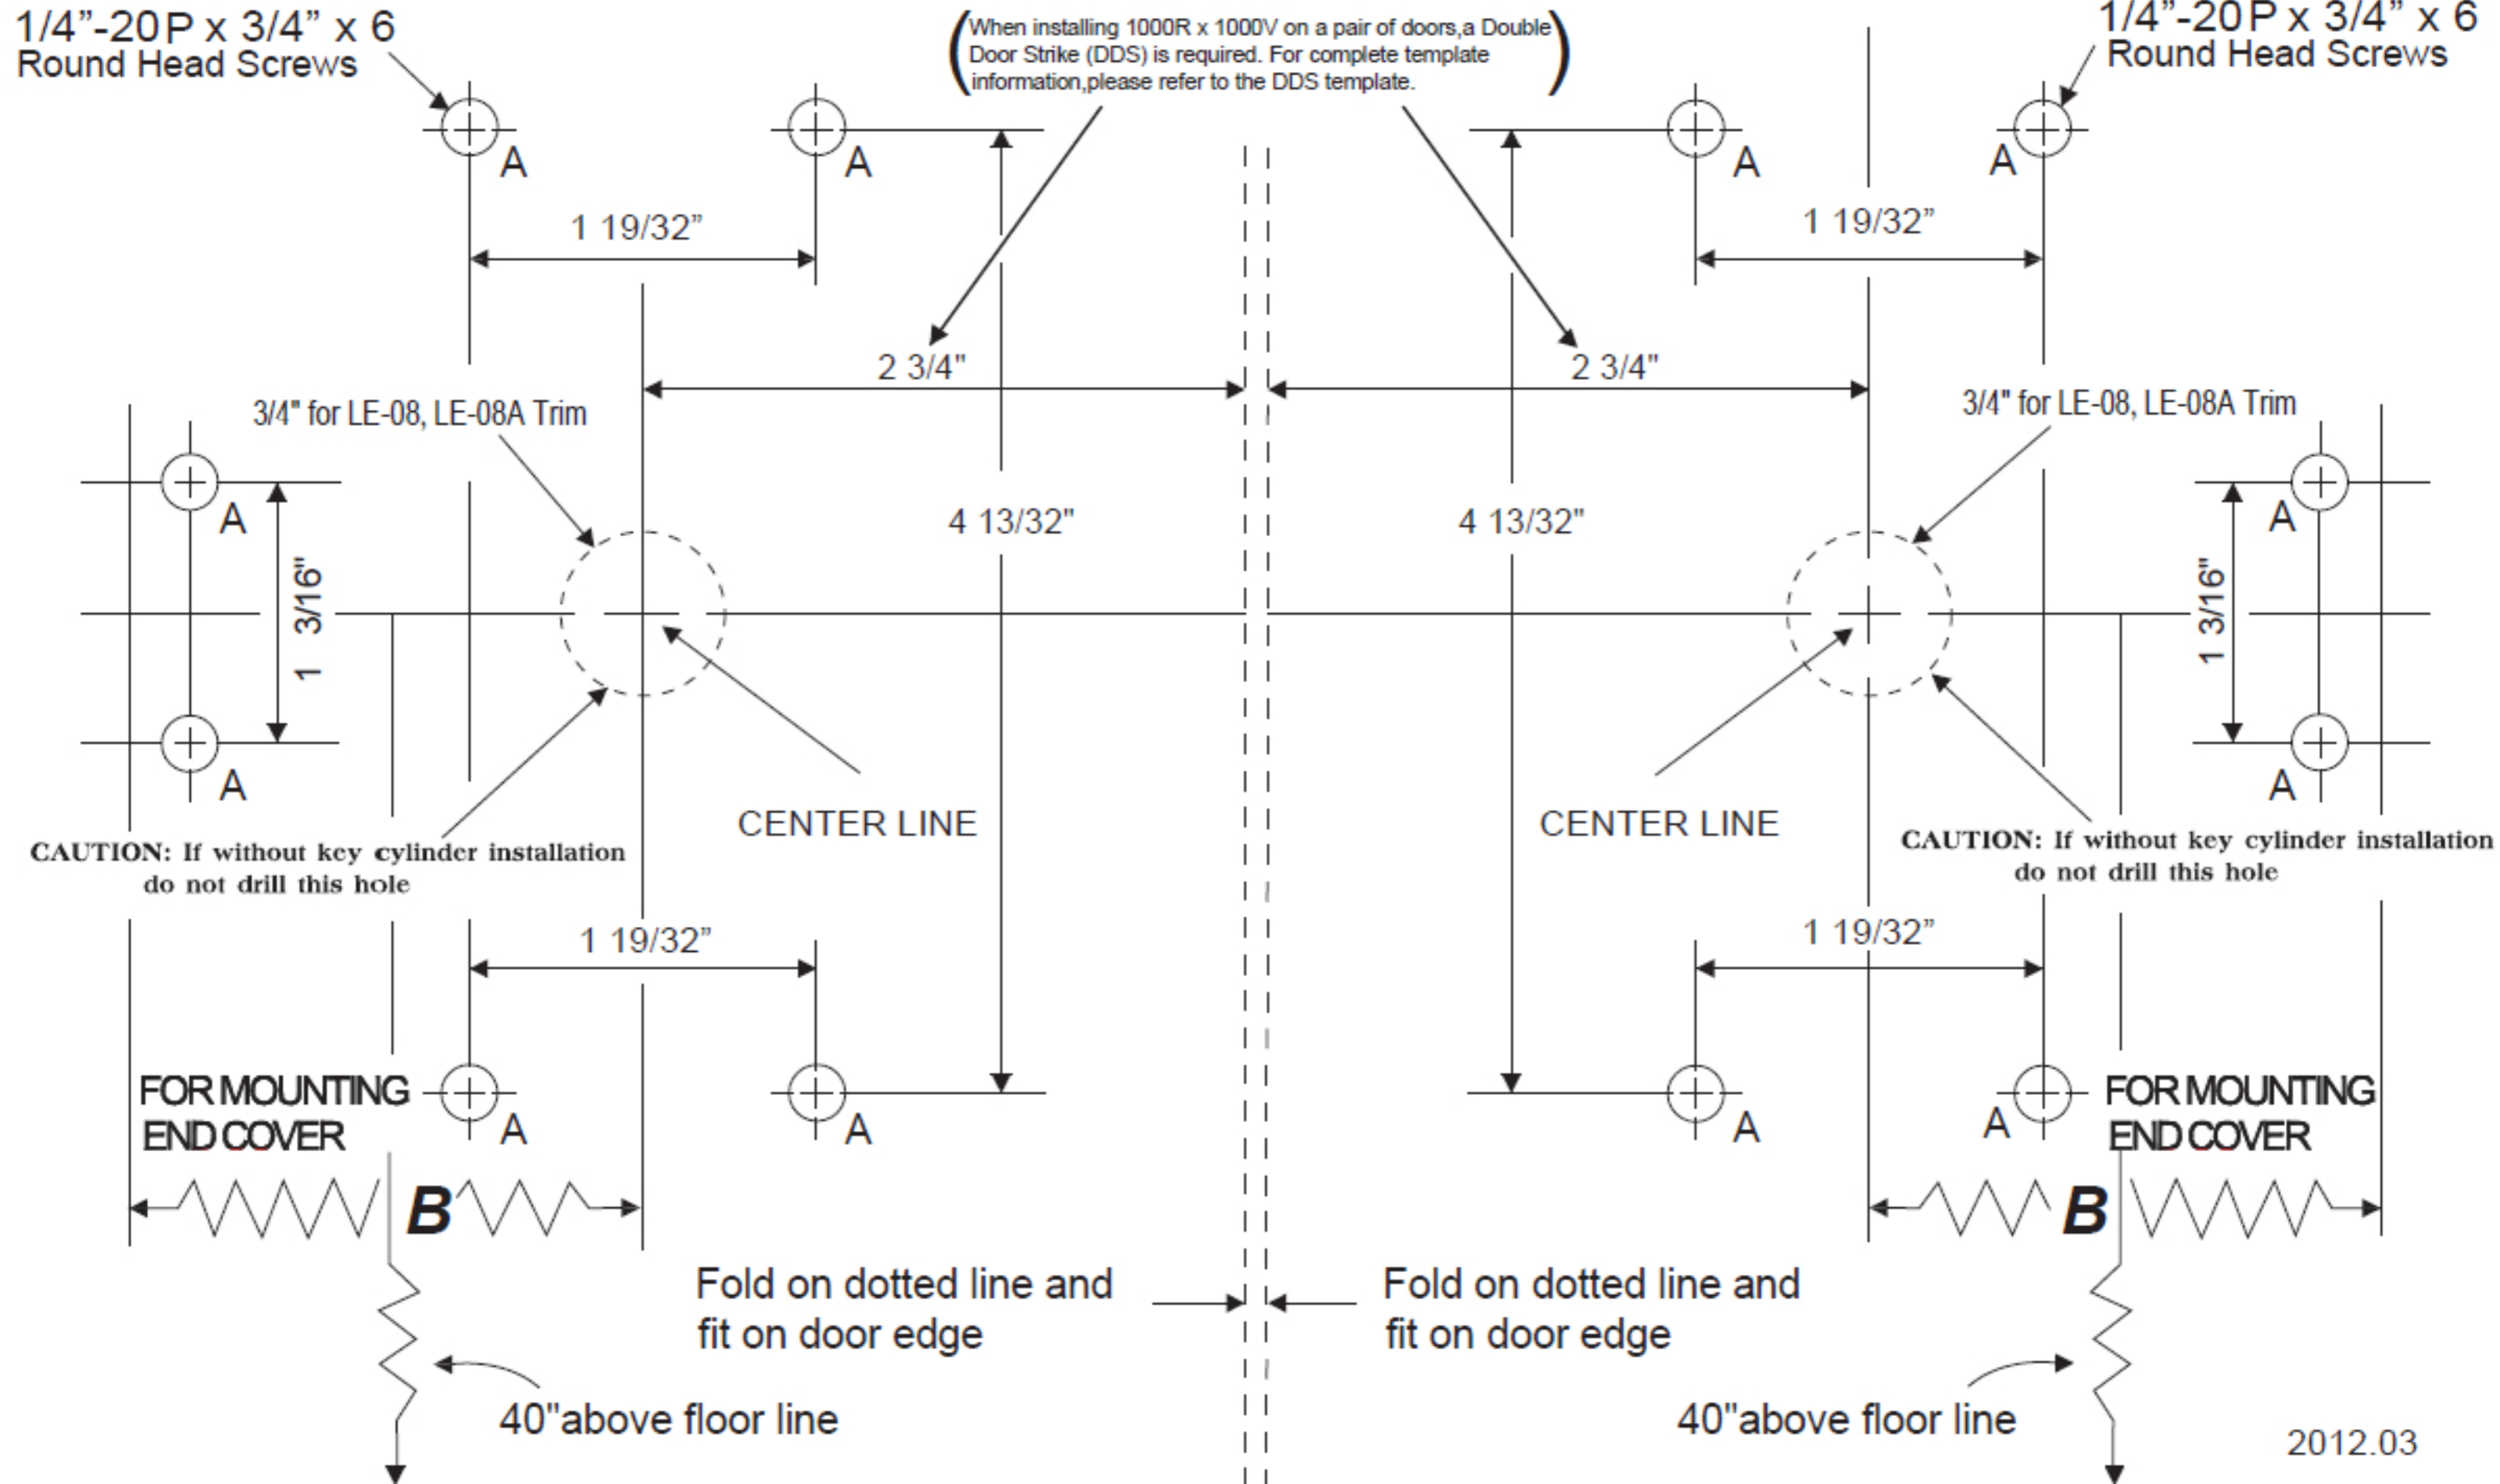 1/4”-20P x 3/4” x 6
Round Head Screws
(When installing 1000R x 1000V on a pair of doors,a Double
Door Strike (DDS) is required. For complete template
information,please refer to the DDS template.)
1/4”-20P x 3/4” x 6
Round Head Screws
A
A
A
A
1 19/32”
1 19/32”
2 3/4"
2 3/4"
3/4" for LE-08, LE-08A Trim
3/4" for LE-08, LE-08A Trim
A
4 13/32"
4 13/32"
A
1 3/16"
1 3/16"
A
A
CENTER LINE
CENTER LINE
CAUTION: If without key cylinder installation
do not drill this hole
CAUTION: If without key cylinder installation
do not drill this hole
1 19/32”
1 19/32”
FOR MOUNTING
END COVER
A
A
A
A
FOR MOUNTING
END COVER
B
B
Fold on dotted line and
fit on door edge
Fold on dotted line and
fit on door edge
40"above floor line
40"above floor line
2012.03